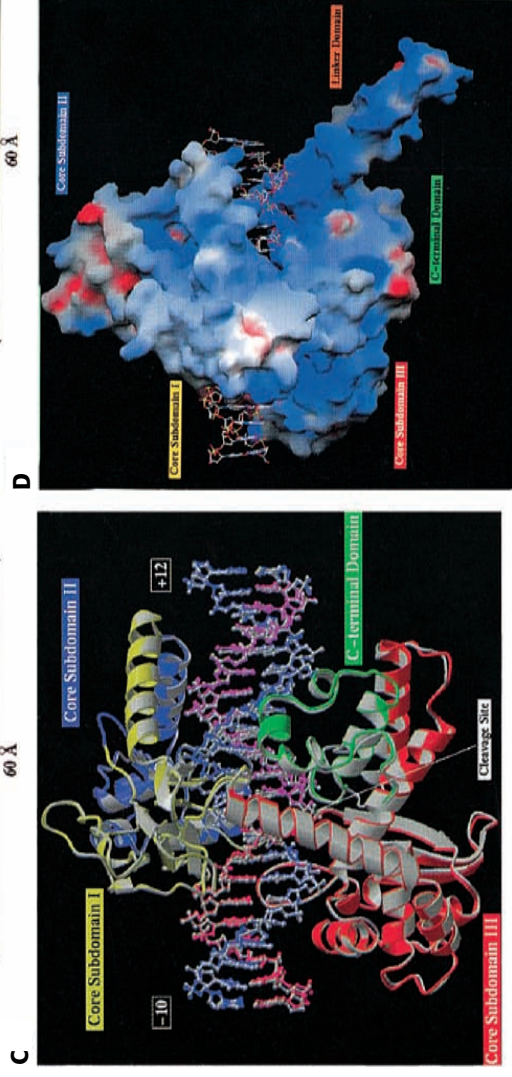 C
60 Å
Core Subdomain I
Core Subdomain II
−10
+12
C-terminal Domain
Cleavage Site
Core Subdomain III
D
60 Å
Core Subdomain I
Core Subdomain II
Linker Domain
C-terminal Domain
Core Subdomain III